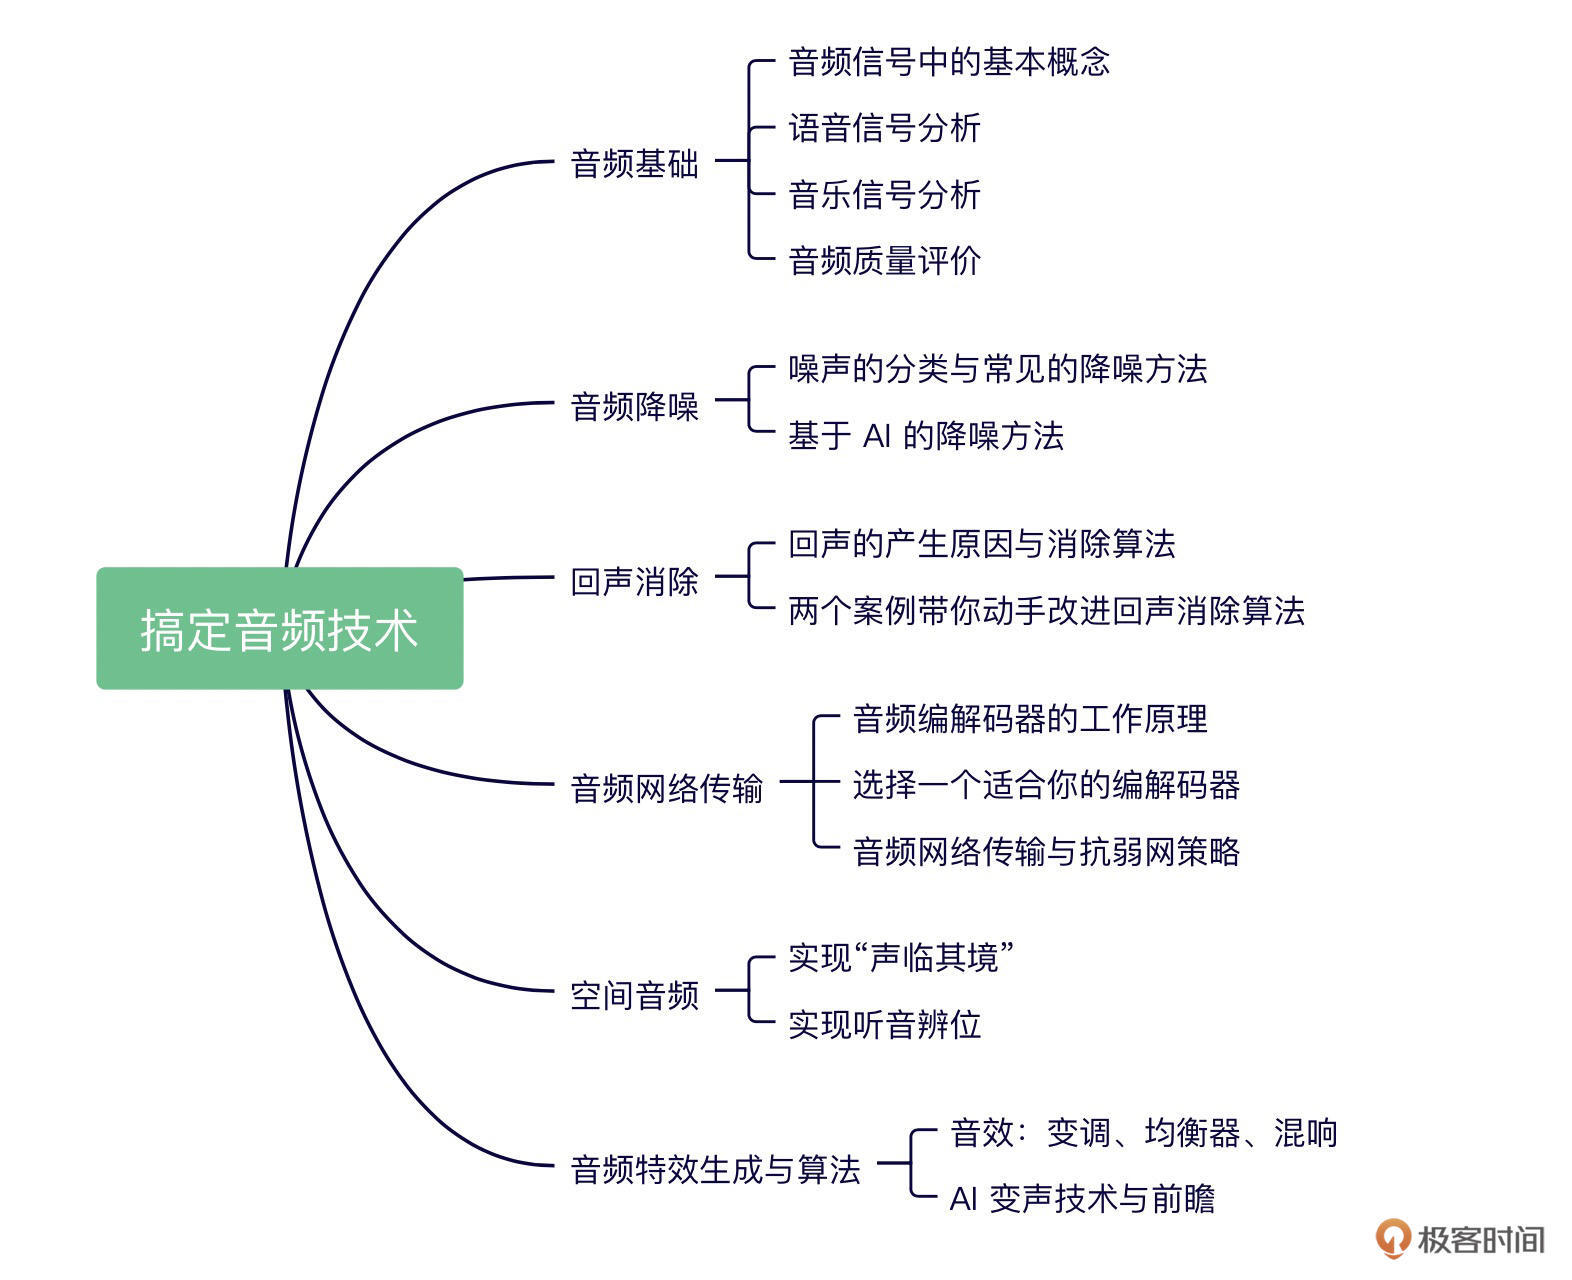 搞定音频技术
音频基础
音频信号中的基本概念
语音信号分析
音乐信号分析
音频质量评价
音频降噪
噪声的分类与常见的降噪方法
基于 AI 的降噪方法
回声消除
回声的产生原因与消除算法
两个案例带你动手改进回声消除算法
音频网络传输
音频编解码器的工作原理
选择一个适合你的编解码器
音频网络传输与抗弱网策略
空间音频
实现“声临其境”
实现听音辨位
音频特效生成与算法
音效：变调、均衡器、混响
AI 变声技术与前瞻
极客时间